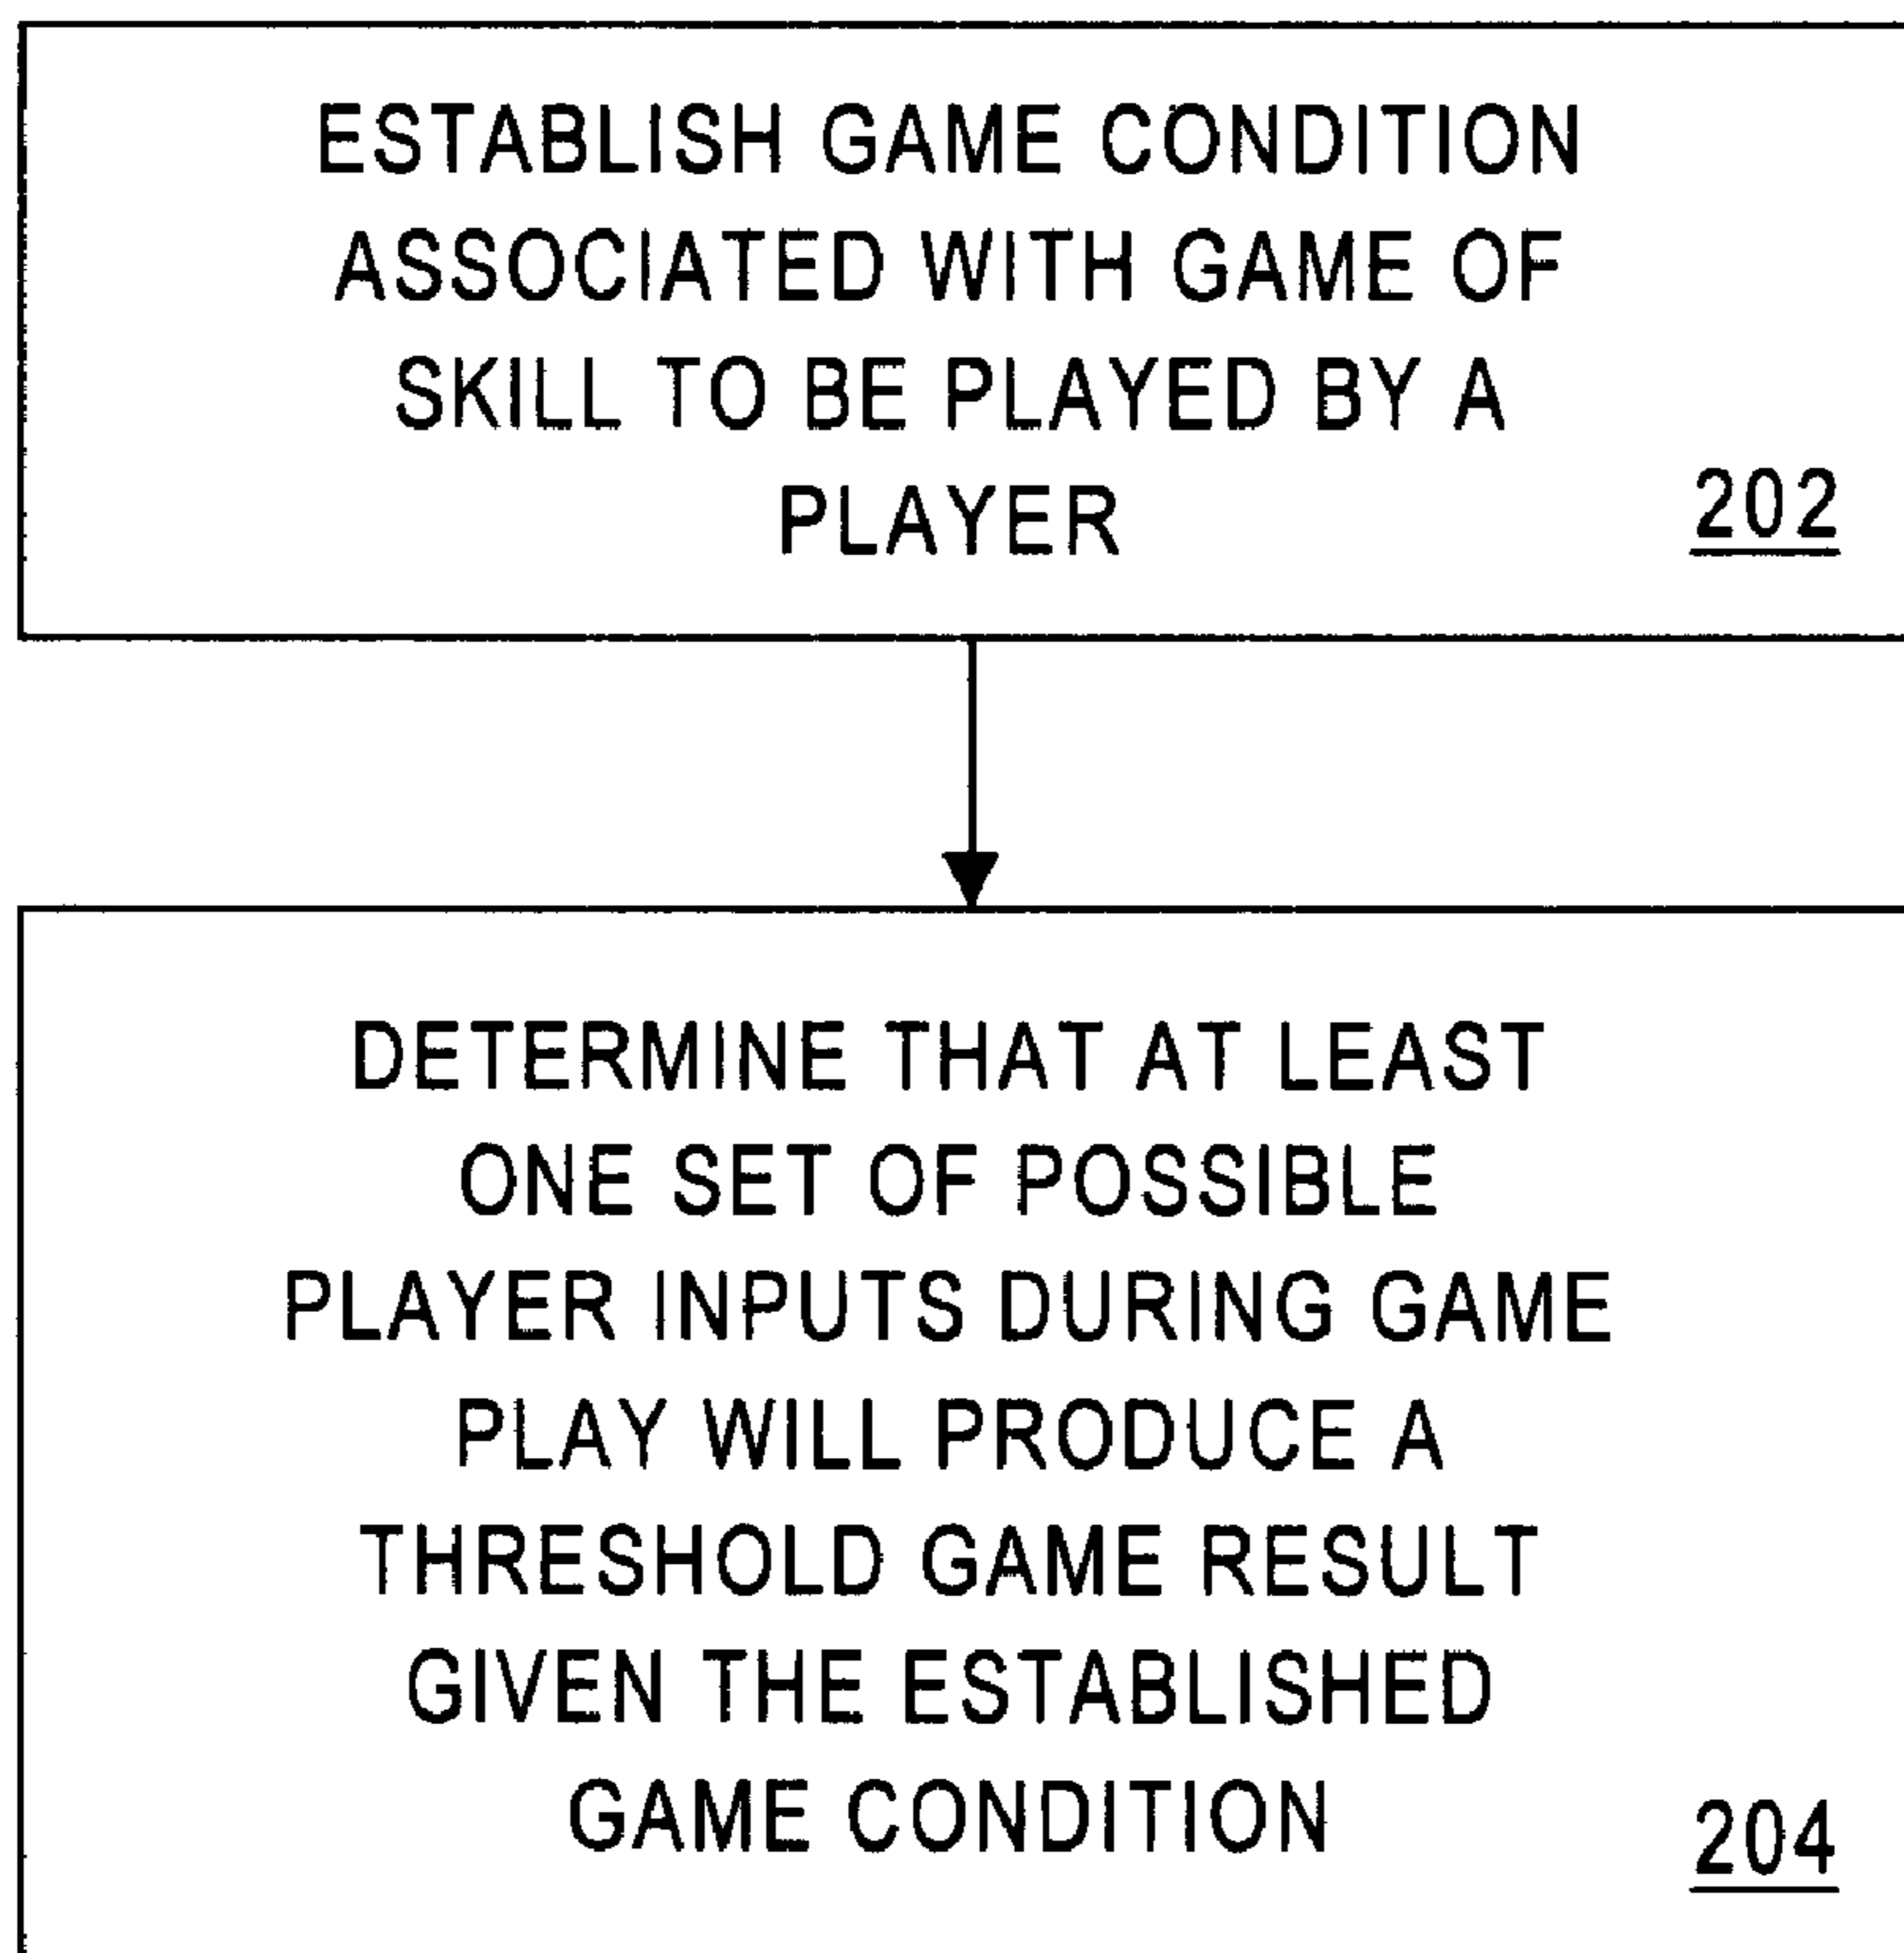 ESTABLISH GAME CONDITION
ASSOCIATED WITH GAME OF
SKILL TO BE PLAYED BY A
PLAYER
202
DETERMINE THAT AT LEAST
ONE SET OF POSSIBLE
PLAYER INPUTS DURING GAME
PLAY WILL PRODUCE A
THRESHOLD GAME RESULT
GIVEN THE ESTABLISHED
GAME CONDITION
204